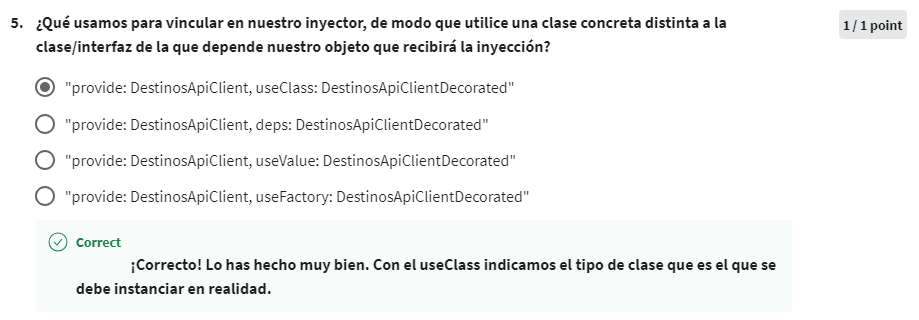 5. ¿Qué usamos para vincular en nuestro inyector, de modo que utilice una clase concreta distinta a la
1 / 1 point
clase/interfaz de la que depende nuestro objeto que recibirá la inyección?
"provide: DestinosApiClient, useClass: DestinosApiClientDecorated"
"provide: DestinosApiClient, deps: DestinosApiClientDecorated"
"provide: DestinosApiClient, useValue: DestinosApiClientDecorated"
"provide: DestinosApiClient, useFactory: DestinosApiClientDecorated"
Correct
¡Correcto! Lo has hecho muy bien. Con el useClass indicamos el tipo de clase que es el que se
debe instanciar en realidad.